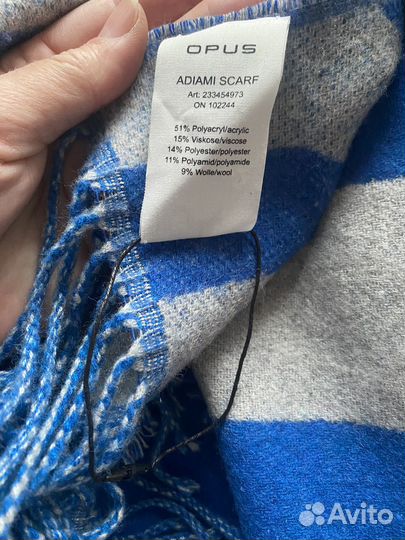 OPUS
ADIAMI SCARF
Art: 233454973
ON 102244
51% Polyacryl/acrylic
15% Viskose/viscose
14% Polyester/polyester
11% Polyamid/polyamide
9% Wolle/wool
Avito